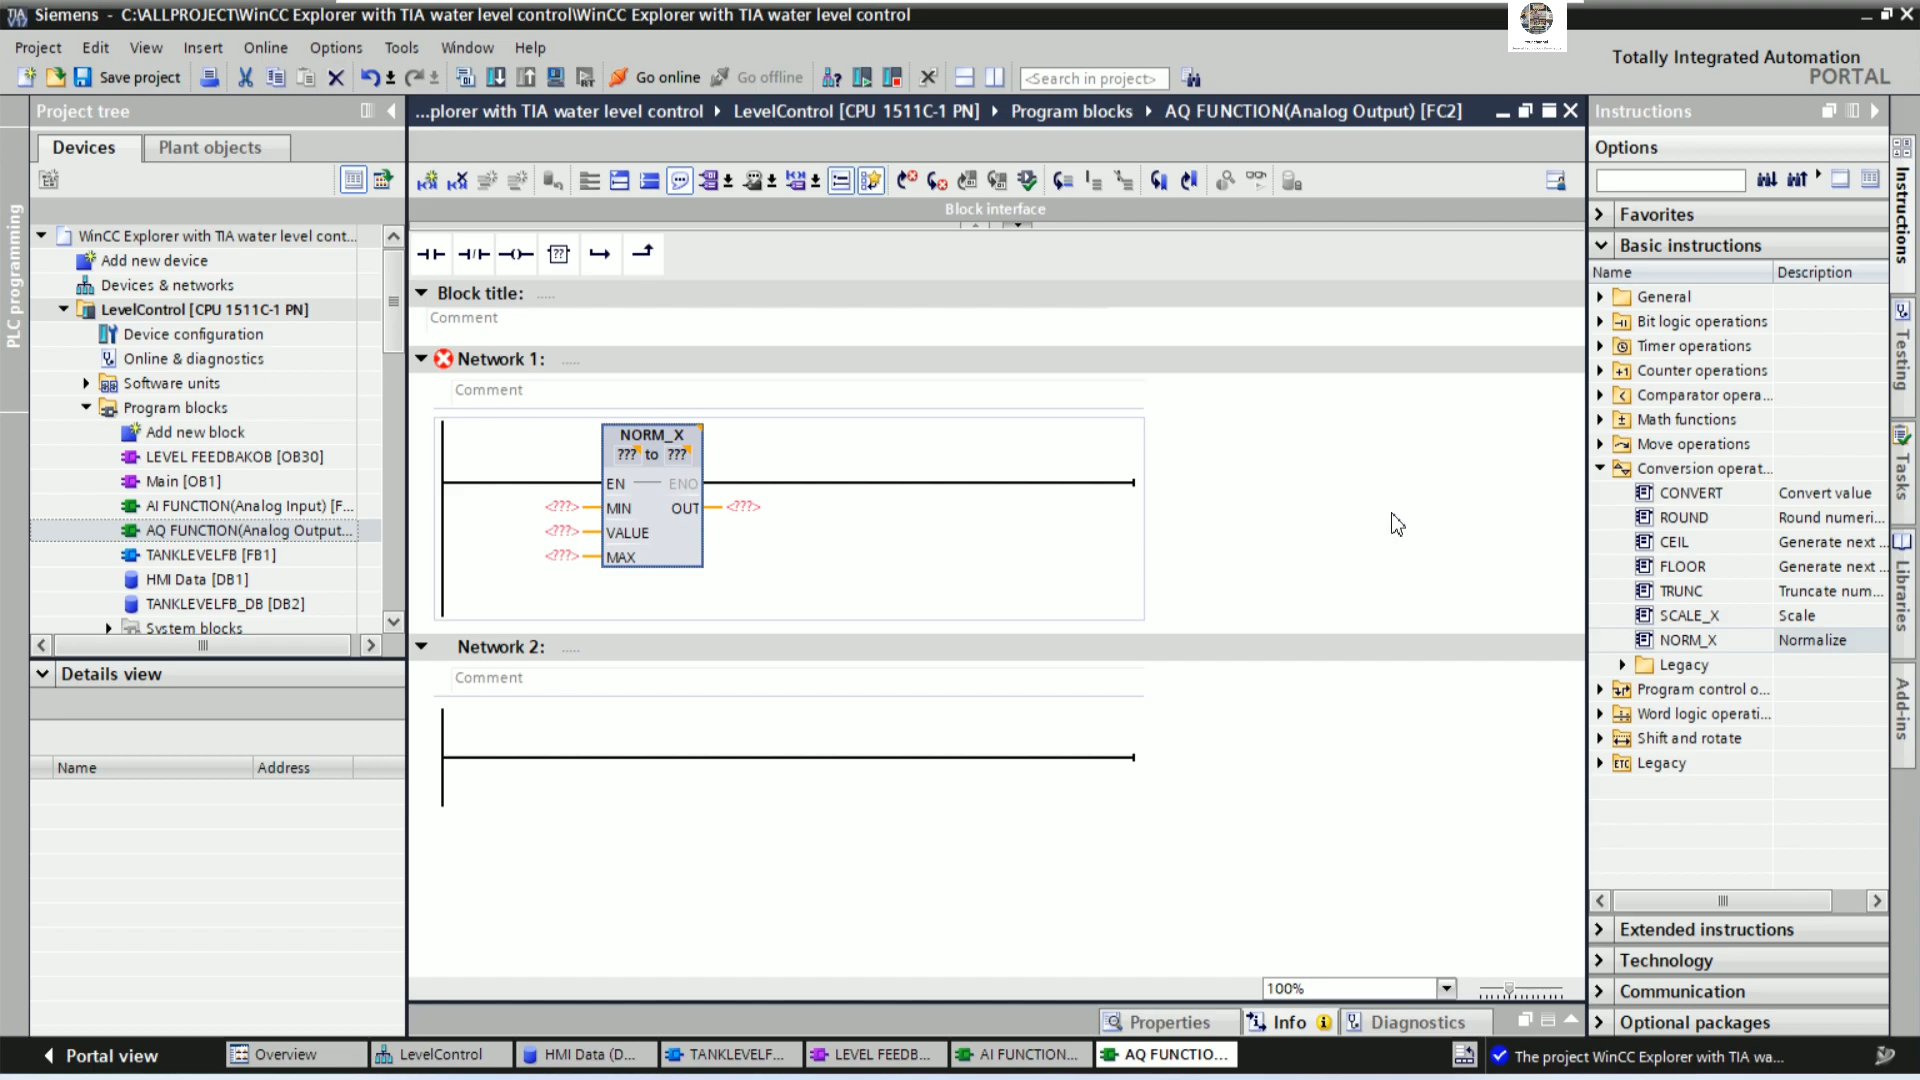 Siemens - C:\ALLPROJECT\WinCC Explorer with TIA water level control\WinCC Explorer with TIA water level control
Project Edit View Insert Online Options Tools Window Help
Totally Integrated Automation
PORTAL
Save project
Go online
Go offline
<Search in project>
Project tree
...plorer with TIA water level control
LevelControl [CPU 1511C-1 PN]
Program blocks
AQ FUNCTION(Analog Output) [FC2]
Instructions
Devices
Plant objects
Options
Block interface
PLC programming
WinCC Explorer with TIA water level cont...
Add new device
Devices & networks
LevelControl [CPU 1511C-1 PN]
Device configuration
Online & diagnostics
Software units
Program blocks
Add new block
LEVEL FEEDBAKOB [OB30]
Main [OB1]
AI FUNCTION(Analog Input) [F...
AQ FUNCTION(Analog Output...
TANKLEVELFB [FB1]
HMI Data [DB1]
TANKLEVELFB_DB [DB2]
System blocks
Details view
Name Address
Block title: .....
Comment
Network 1: .....
Comment
NORM_X
??? to ???
EN ENO
<???> MIN OUT <???>
<???> VALUE
<???> MAX
Network 2: .....
Comment
100%
Properties
Info
Diagnostics
Favorites
Basic instructions
Name Description
General
Bit logic operations
Timer operations
Counter operations
Comparator opera...
Math functions
Move operations
Conversion operat...
CONVERT Convert value
ROUND Round numeri...
CEIL Generate next ...
FLOOR Generate next ...
TRUNC Truncate num...
SCALE_X Scale
NORM_X Normalize
Legacy
Program control o...
Word logic operati...
Shift and rotate
Legacy
Extended instructions
Technology
Communication
Optional packages
Instructions
Testing
Tasks
Libraries
Add-ins
Portal view
Overview
LevelControl
HMI Data (D...
TANKLEVELF...
LEVEL FEEDB...
AI FUNCTION...
AQ FUNCTIO...
The project WinCC Explorer with TIA wa...